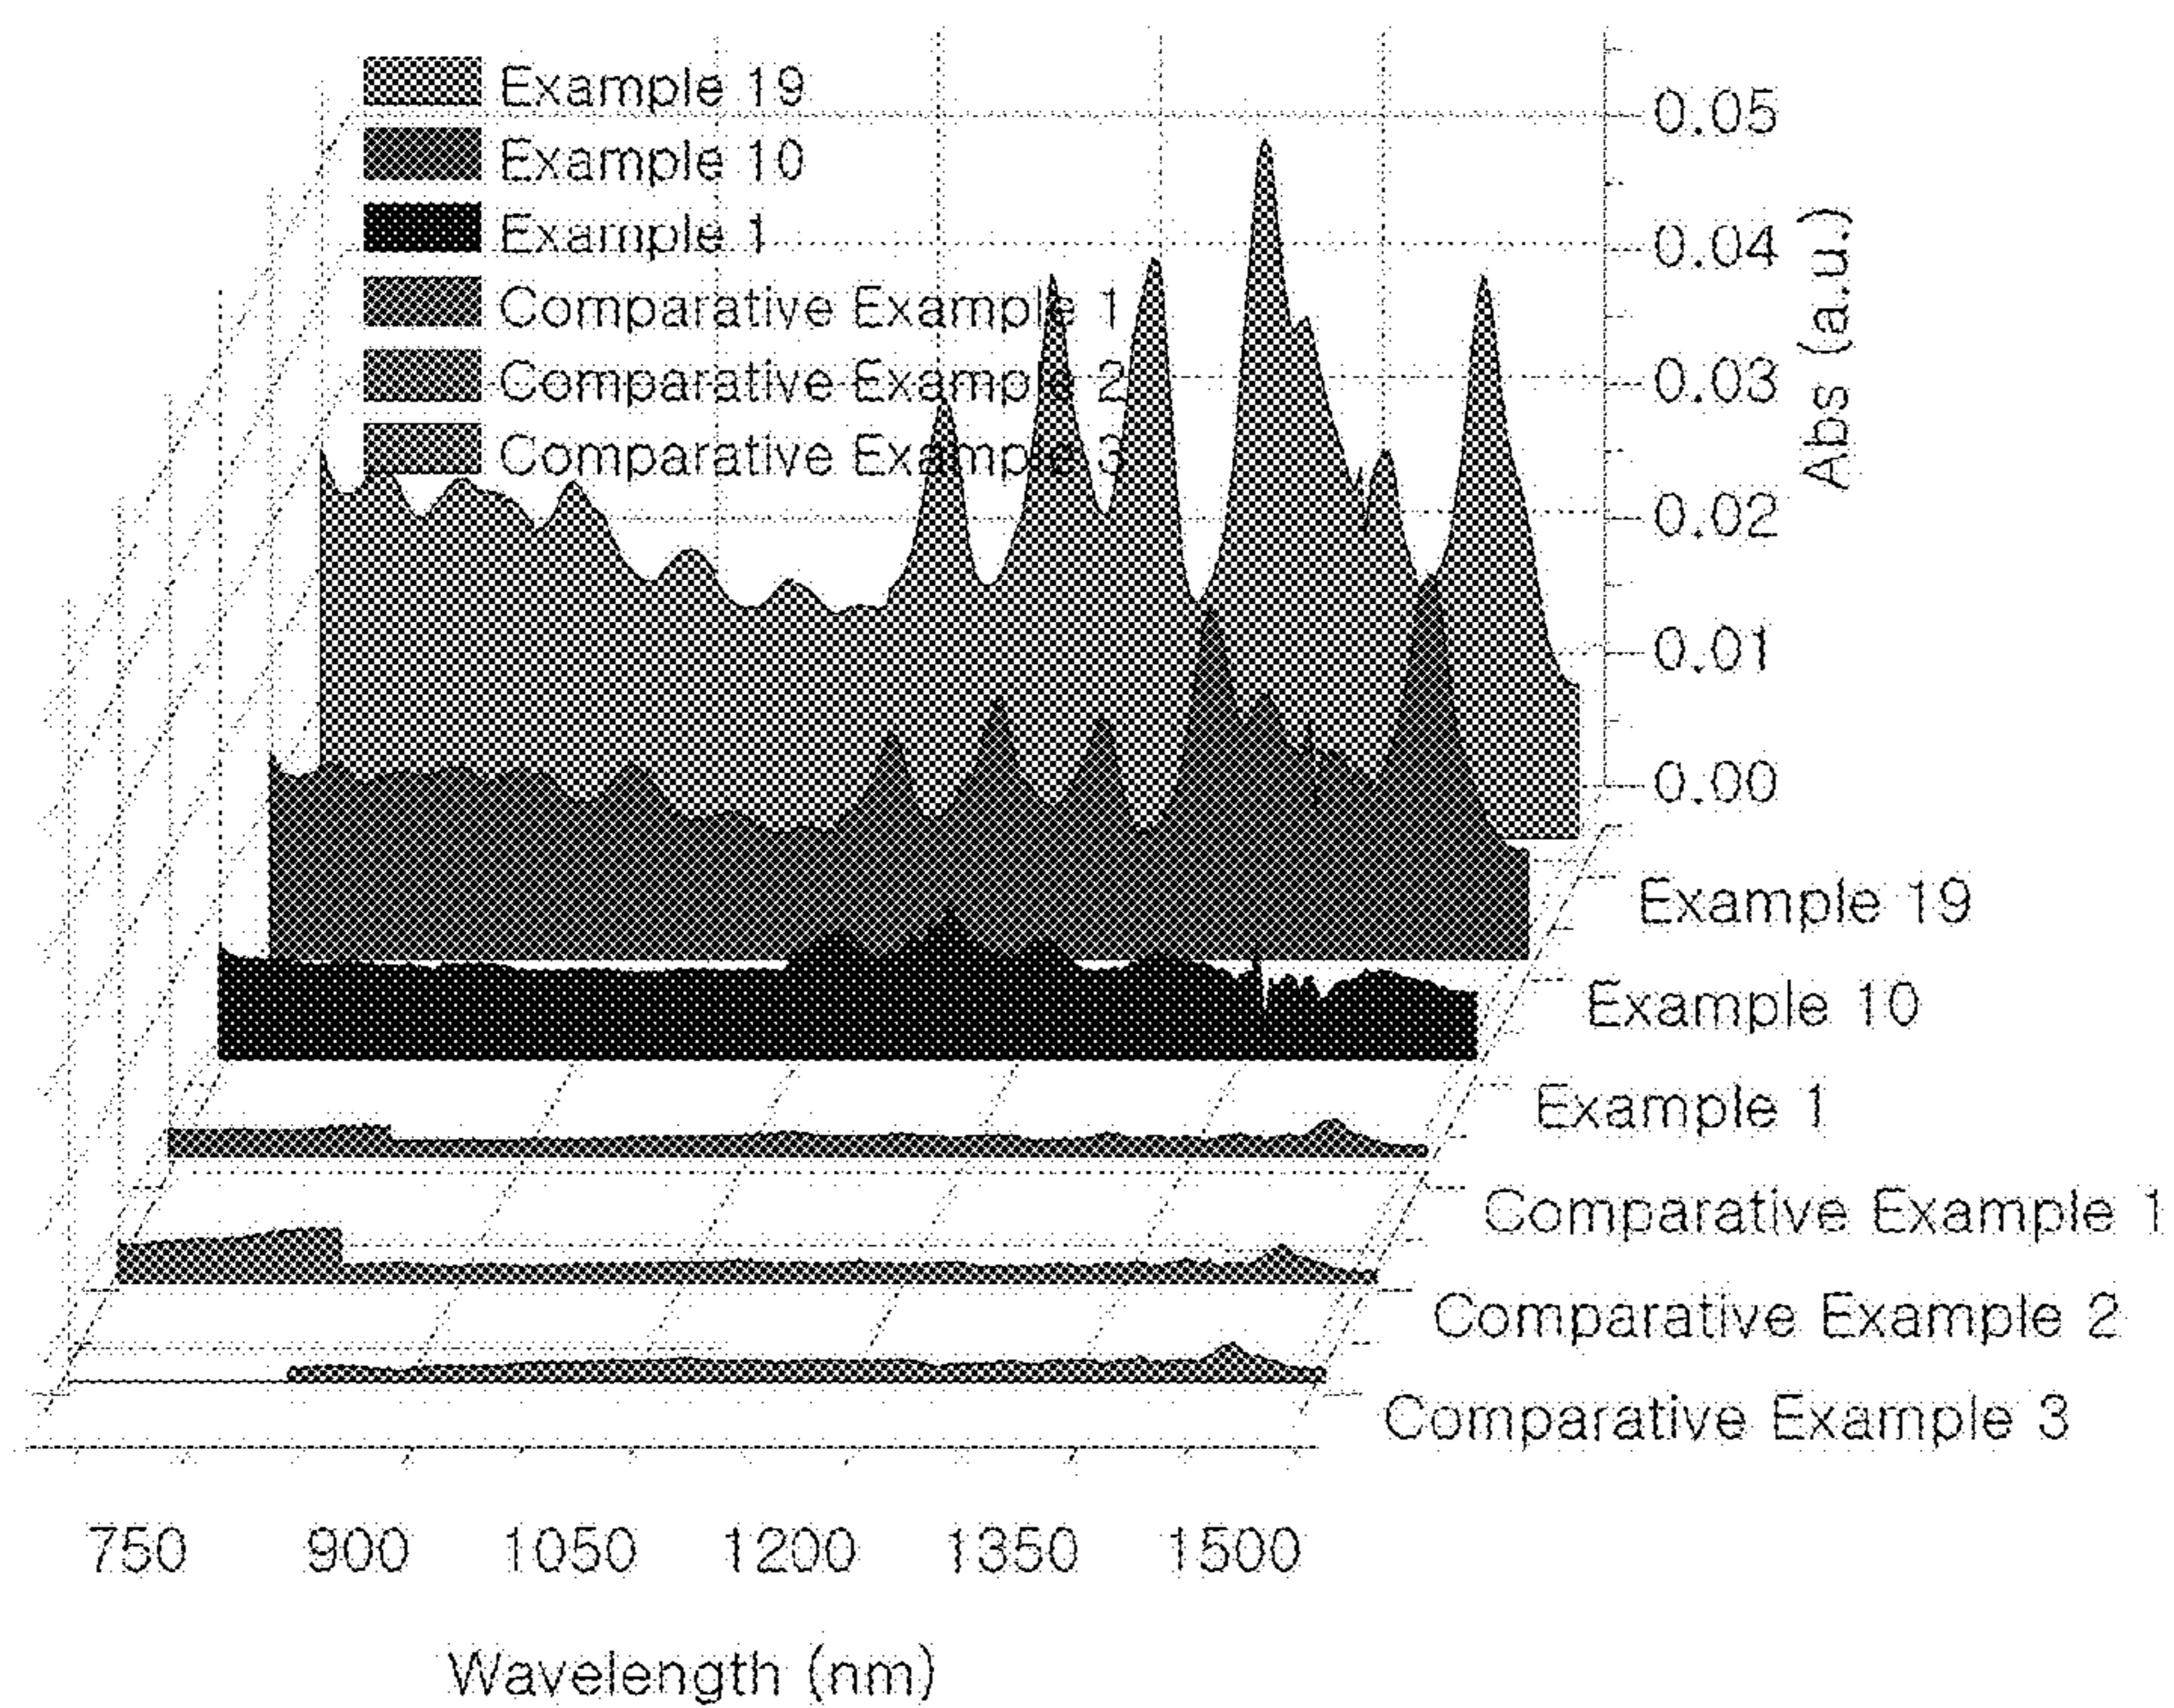 Example 19
Example 10
Example 1
Comparative Example 1
Comparative Example 2
Comparative Example 3
0.05
0.04
0.03
0.02
0.01
0.00
Abs (a.u.)
Example 19
Example 10
Example 1
Comparative Example 1
Comparative Example 2
Comparative Example 3
750 900 1050 1200 1350 1500
Wavelength (nm)